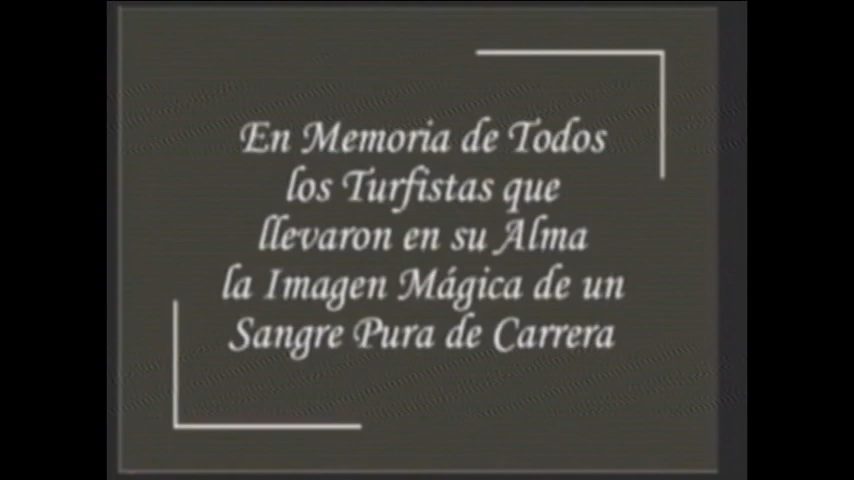 En Memoria de Todos
los Turfistas que
llevaron en su Alma
la Imagen Mágica de un
Sangre Pura de Carrera